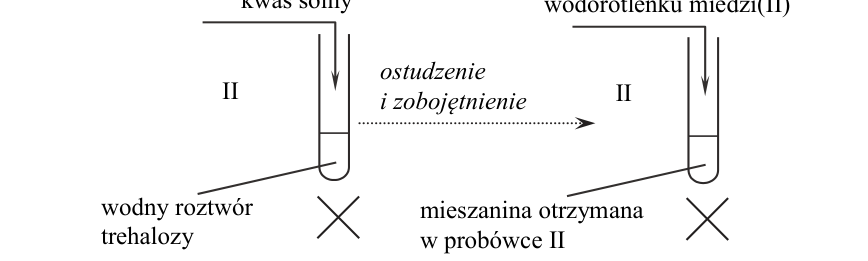 kwas solny
wodorotlenku miedzi(II)
ostudzenie
i zobojętnienie
II
II
wodny roztwór
trehalozy
mieszanina otrzymana
w probówce II